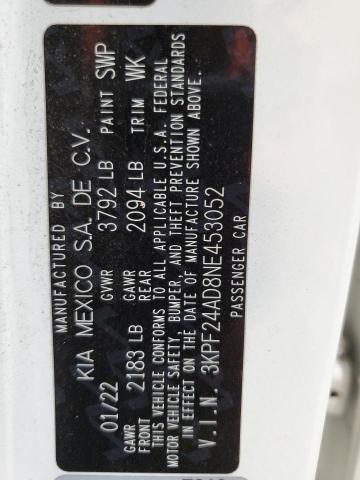 MANUFACTURED BY
KIA MEXICO S.A. DE C.V.
01/22 GVWR 3792 LB PAINT SWP
GAWR FRONT 2183 LB GAWR REAR 2094 LB TRIM WK
THIS VEHICLE CONFORMS TO ALL APPLICABLE U.S.A. FEDERAL
MOTOR VEHICLE SAFETY, BUMPER, AND THEFT PREVENTION STANDARDS
IN EFFECT ON THE DATE OF MANUFACTURE SHOWN ABOVE.
V.I.N. 3KPF24AD8NE453052
PASSENGER CAR